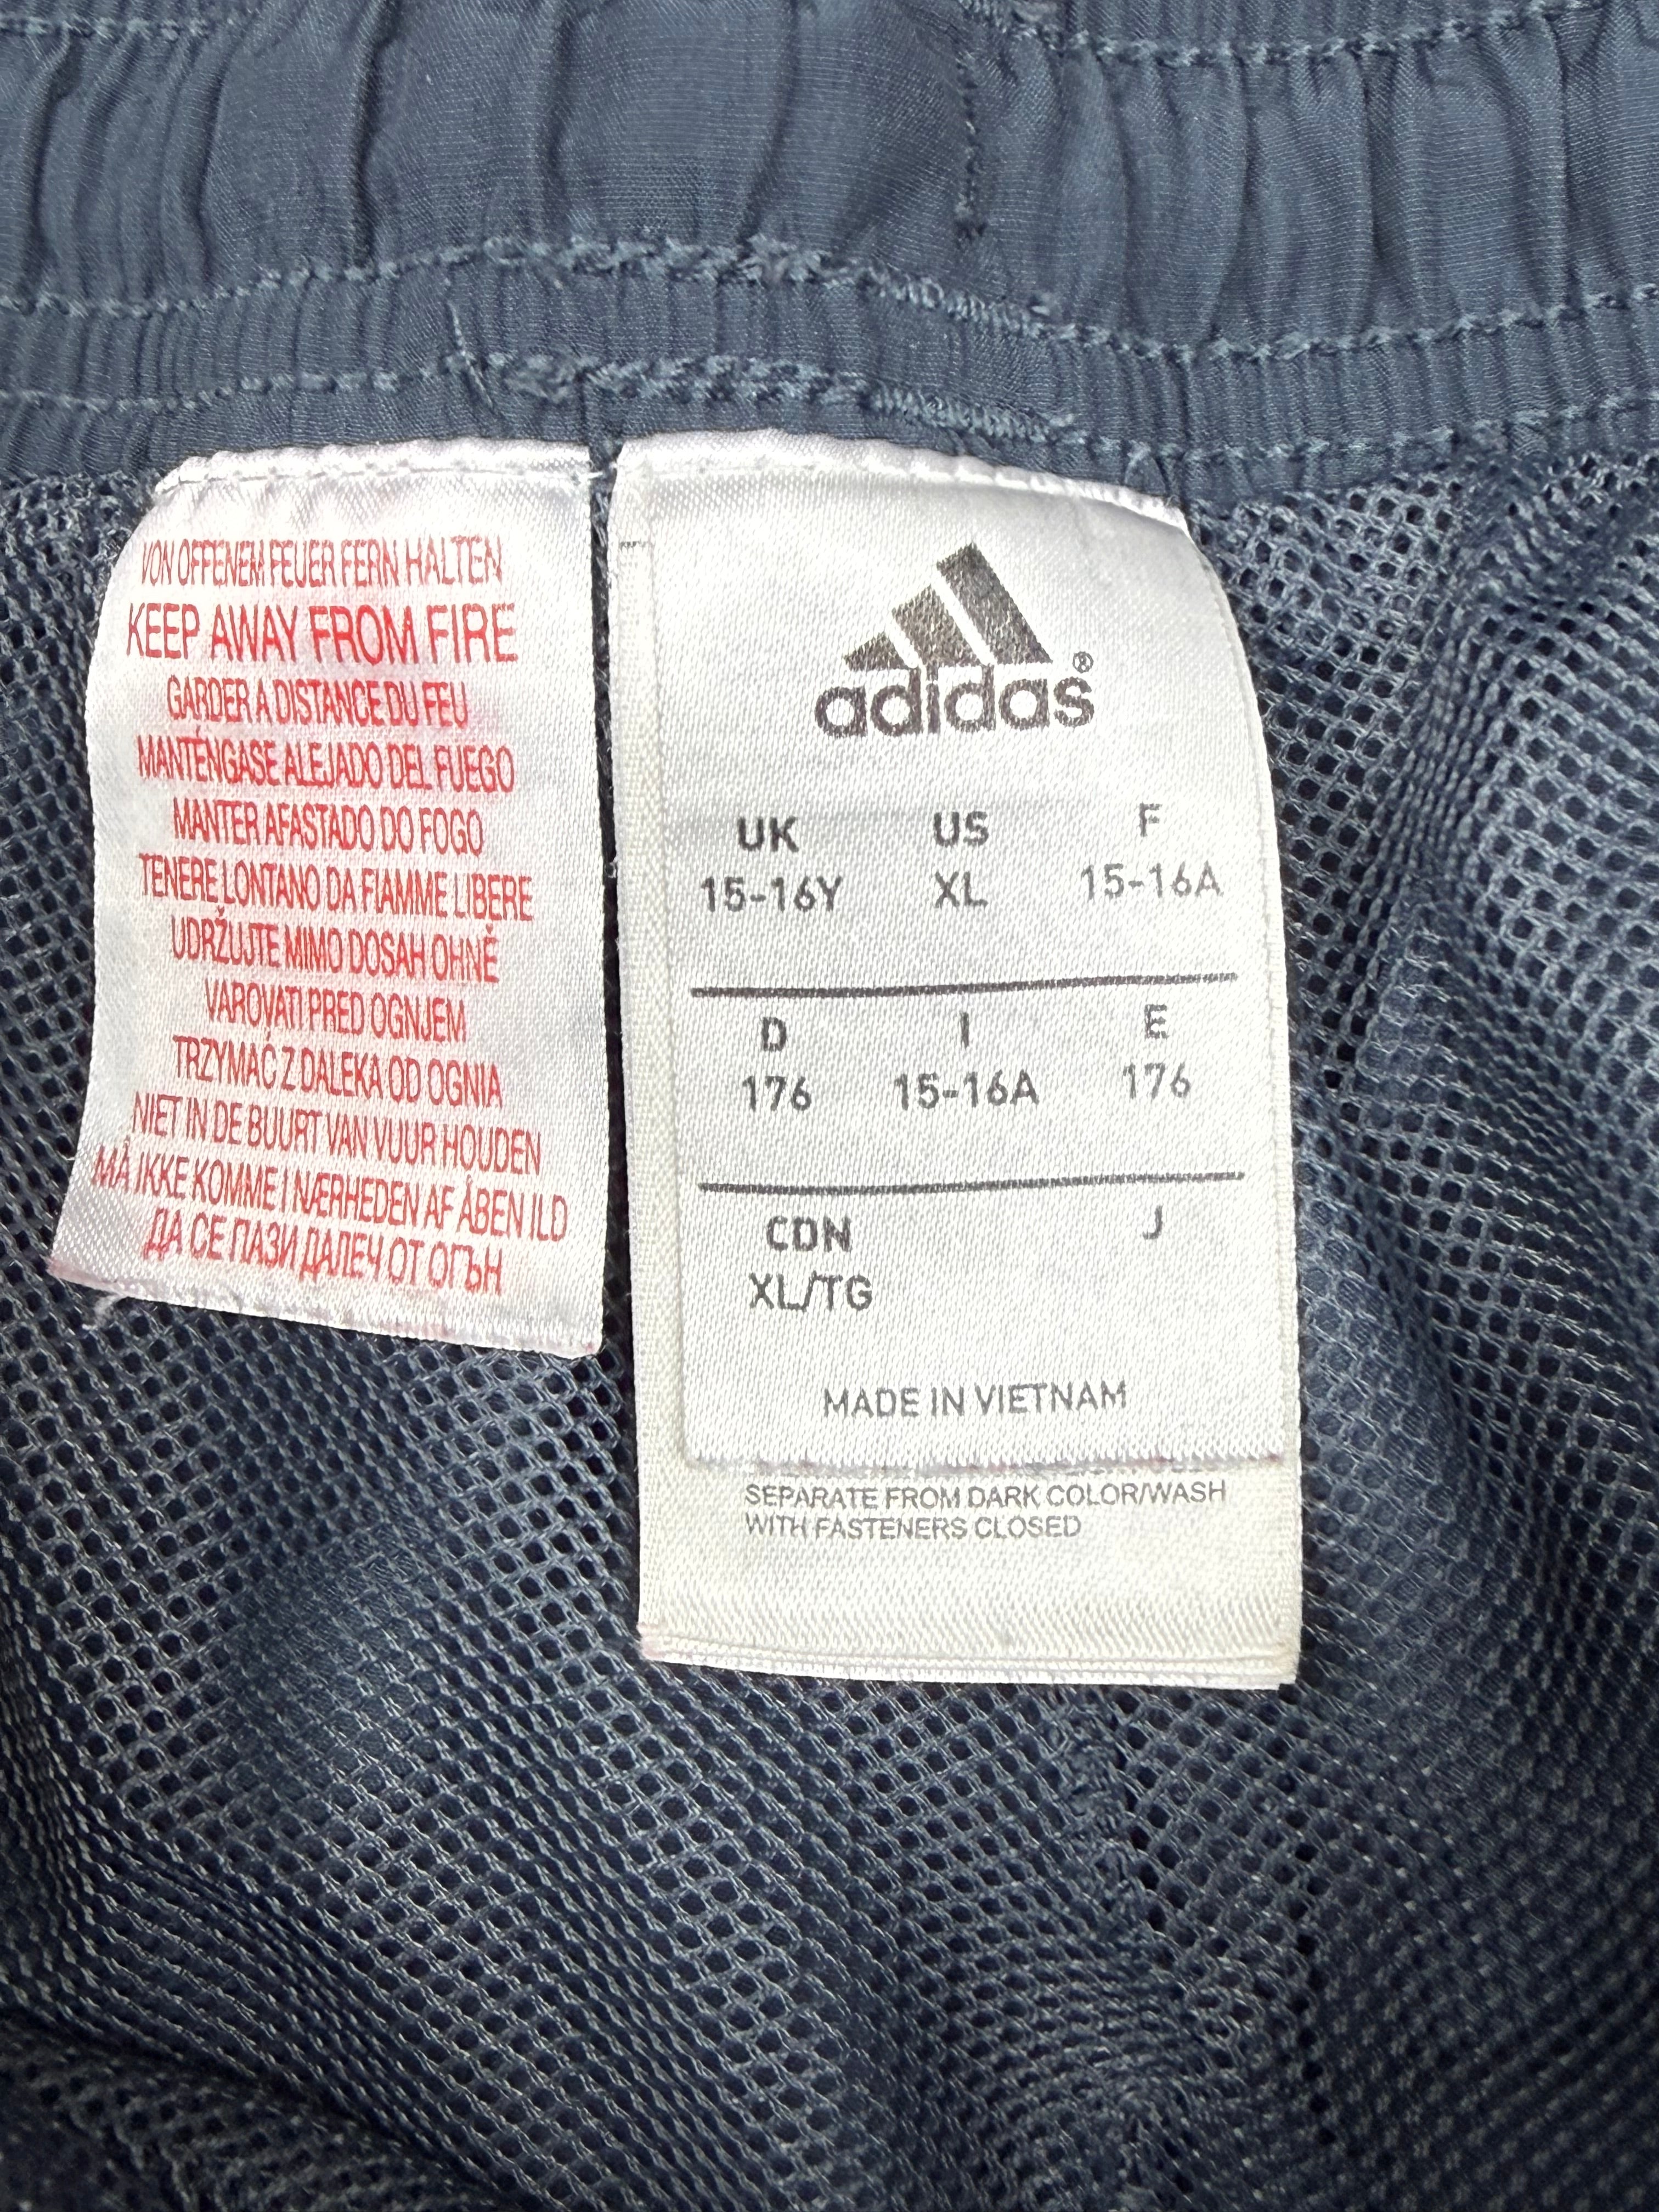 VON OFFENEM FEUER FERN HALTEN
KEEP AWAY FROM FIRE
GARDER A DISTANCE DU FEU
MANTÉNGASE ALEJADO DEL FUEGO
MANTER AFASTADO DO FOGO
TENERE LONTANO DA FIAMME LIBERE
UDRŽUJTE MIMO DOSAH OHNĚ
VAROVATI PRED OGNJEM
TRZYMAĆ Z DALEKA OD OGNIA
NIET IN DE BUURT VAN VUUR HOUDEN
MÅ IKKE KOMME I NÆRHEDEN AF ÅBEN ILD
ДА СЕ ПАЗИ ДАЛЕЧ ОТ ОГЪН
adidas®
UK US F
15-16Y XL 15-16A
D I E
176 15-16A 176
CDN J
XL/TG
MADE IN VIETNAM
SEPARATE FROM DARK COLOR/WASH
WITH FASTENERS CLOSED